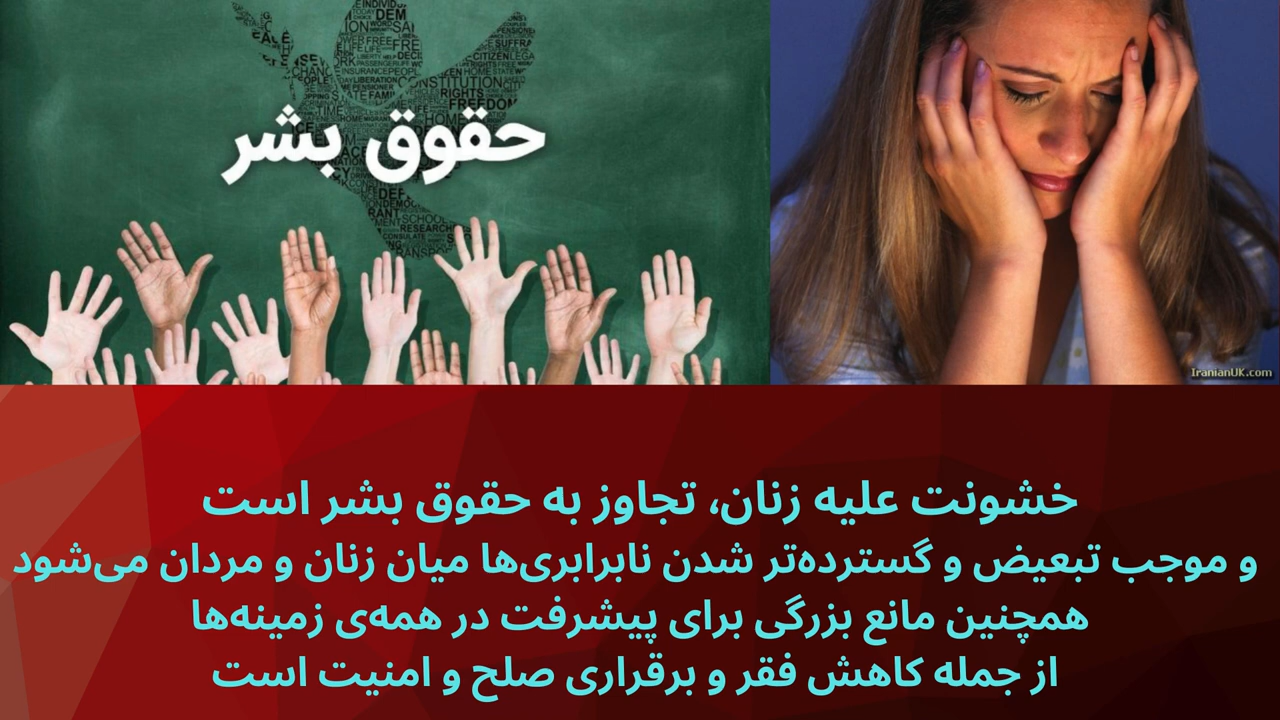 حقوق بشر
IranianUK.com
خشونت علیه زنان، تجاوز به حقوق بشر است
و موجب تبعیض و گسترده‌تر شدن نابرابری‌ها میان زنان و مردان می‌شود
همچنین مانع بزرگی برای پیشرفت در همه‌ی زمینه‌ها
از جمله کاهش فقر و برقراری صلح و امنیت است